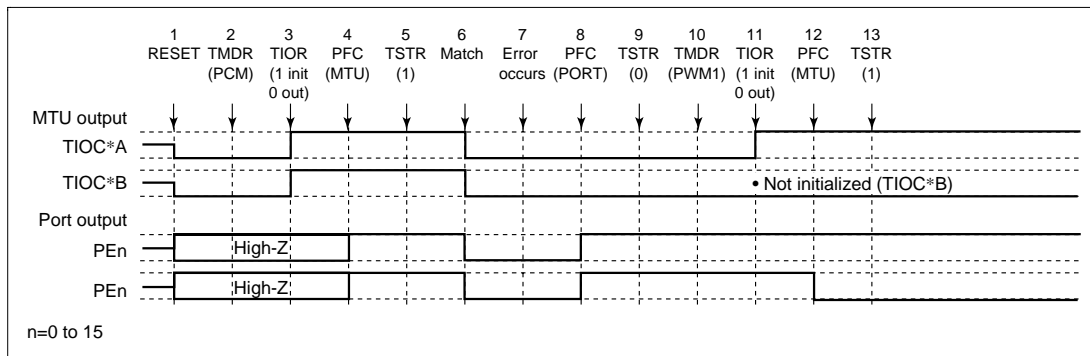 1 2 3 4 5 6 7 8 9 10 11 12 13
RESET TMDR TIOR PFC TSTR Match Error PFC TSTR TMDR TIOR PFC TSTR
(PCM) (1 init (MTU) (1) occurs (PORT) (0) (PWM1) (1 init (MTU) (1)
0 out) 0 out)
MTU output
TIOC*A
TIOC*B
• Not initialized (TIOC*B)
Port output
PEn
High-Z
PEn
High-Z
n=0 to 15